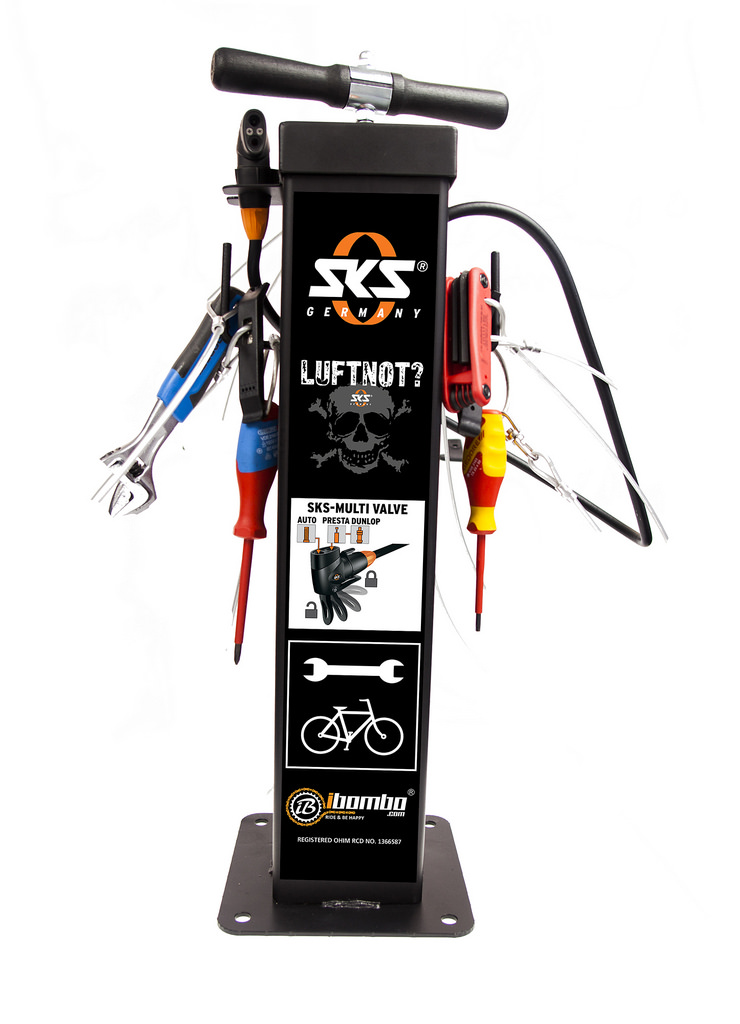 SKS®
GERMANY
LUFTNOT?
SKS
SKS-MULTI VALVE
AUTO PRESTA DUNLOP
iB ibombo®
.com
RIDE & BE HAPPY
REGISTERED OHIM RCD NO. 1366587